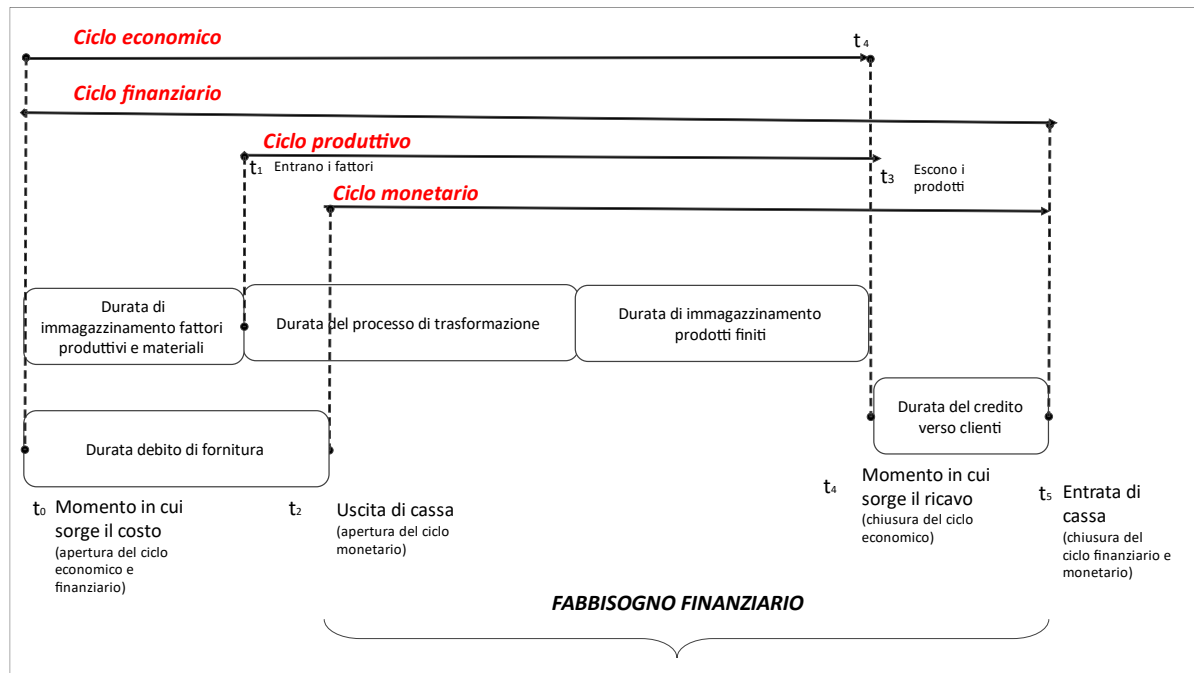 Ciclo economico
t4
Ciclo finanziario
Ciclo produttivo
t1 Entrano i fattori
t3 Escono i
prodotti
Ciclo monetario
Durata di
immagazzinamento fattori
produttivi e materiali
Durata del processo di trasformazione
Durata di immagazzinamento
prodotti finiti
Durata del credito
verso clienti
Durata debito di fornitura
t0 Momento in cui
sorge il costo
(apertura del ciclo
economico e
finanziario)
t2 Uscita di cassa
(apertura del ciclo
monetario)
t4 Momento in cui
sorge il ricavo
(chiusura del ciclo
economico)
t5 Entrata di
cassa
(chiusura del
ciclo finanziario e
monetario)
FABBISOGNO FINANZIARIO